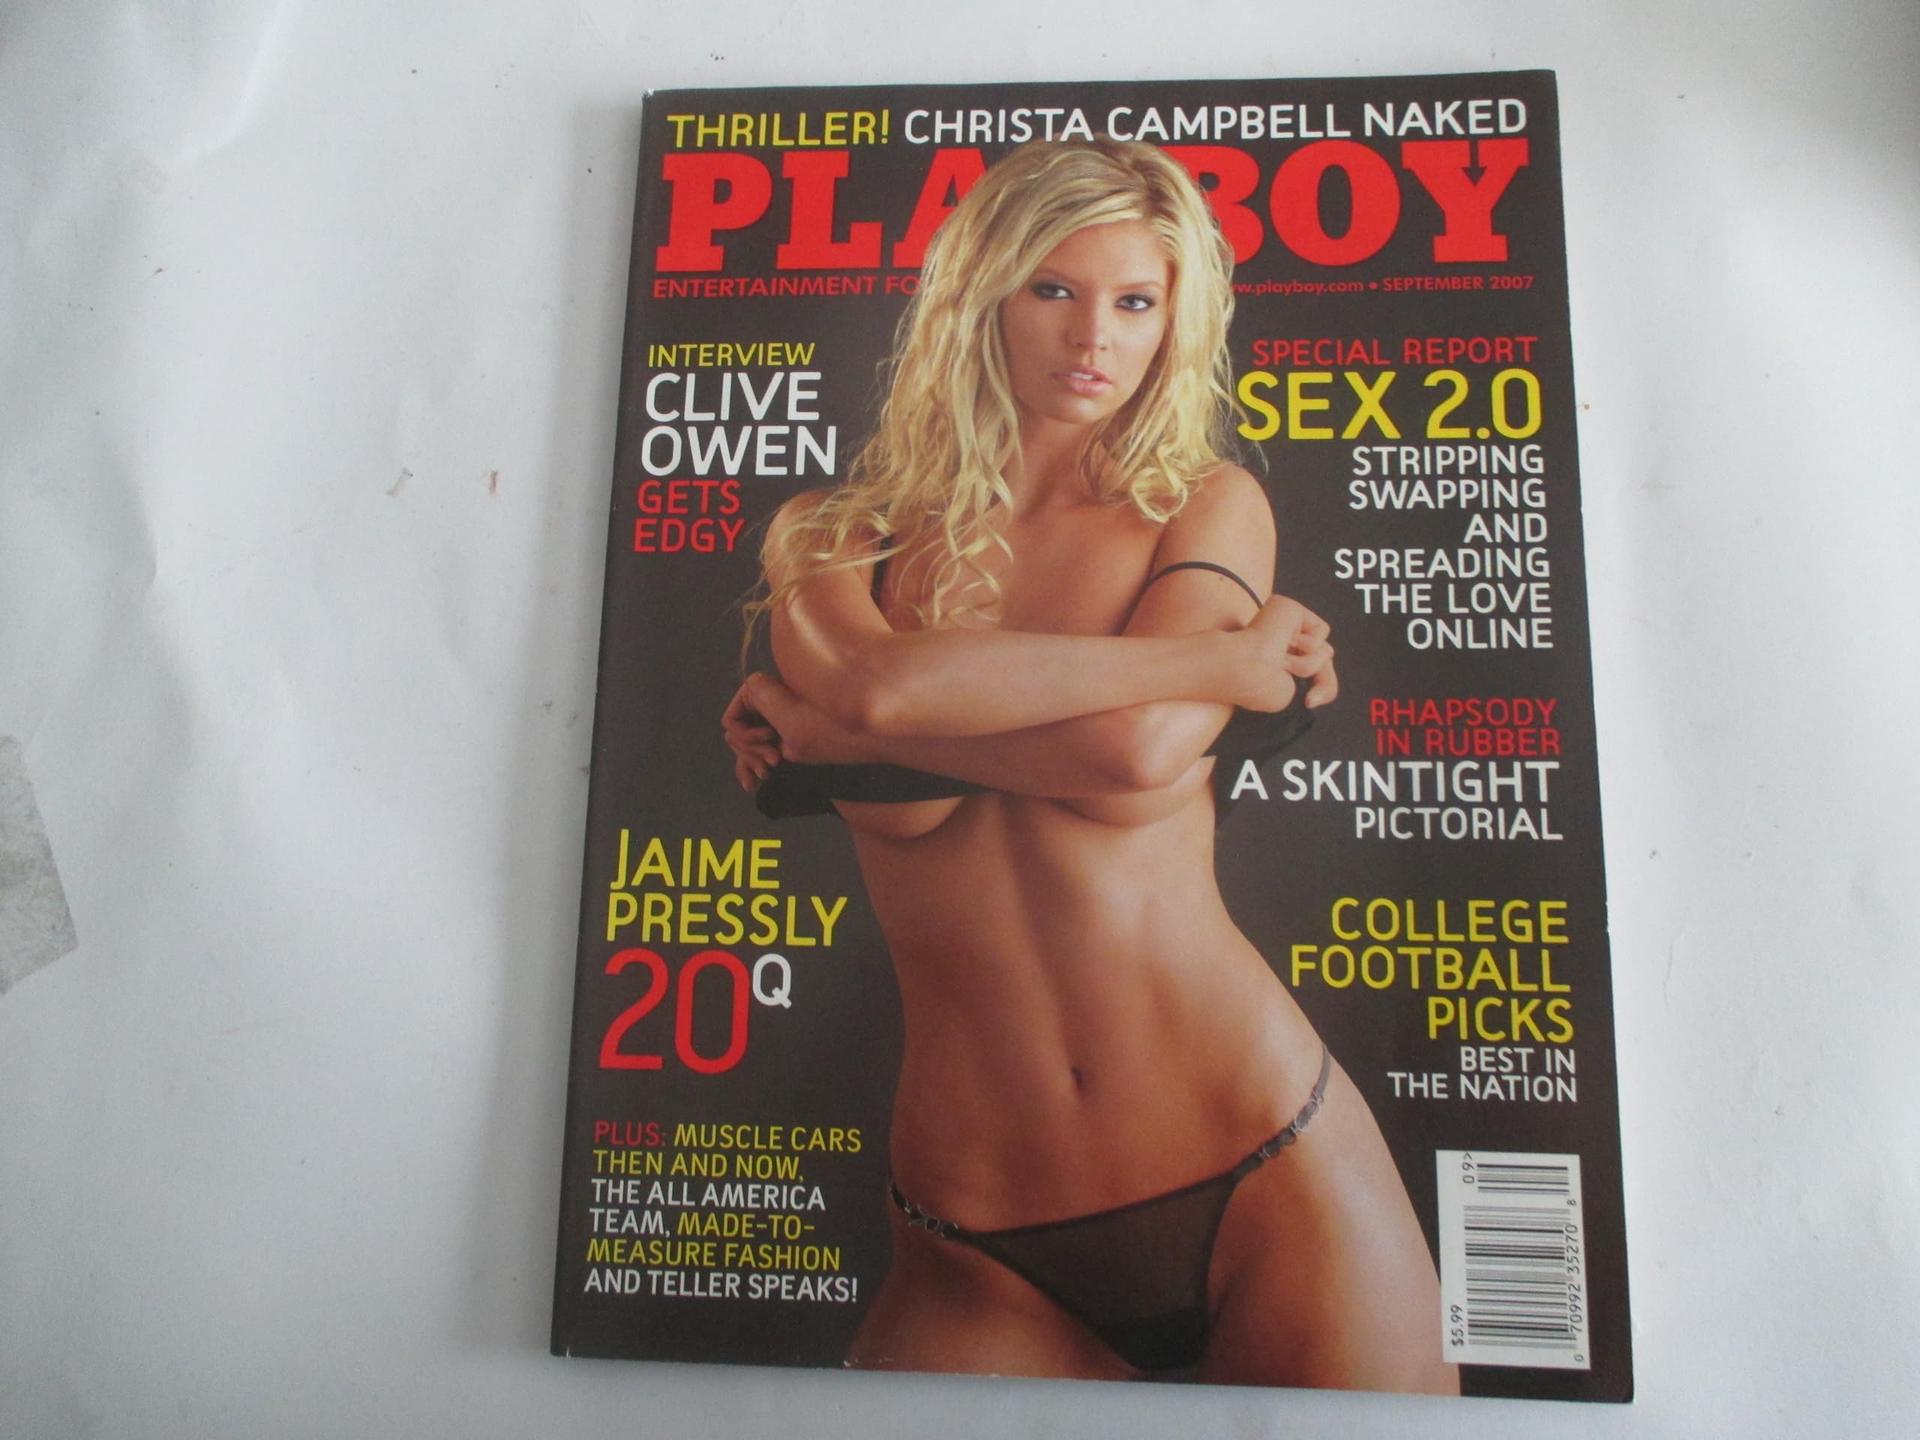 THRILLER! CHRISTA CAMPBELL NAKED
PLAYBOY
ENTERTAINMENT FO
w.playboy.com • SEPTEMBER 2007
INTERVIEW
CLIVE
OWEN
GETS
EDGY
SPECIAL REPORT
SEX 2.0
STRIPPING
SWAPPING
AND
SPREADING
THE LOVE
ONLINE
RHAPSODY
IN RUBBER
A SKINTIGHT
PICTORIAL
JAIME
PRESSLY
20Q
COLLEGE
FOOTBALL
PICKS
BEST IN
THE NATION
PLUS: MUSCLE CARS
THEN AND NOW,
THE ALL AMERICA
TEAM, MADE-TO-
MEASURE FASHION
AND TELLER SPEAKS!
$5.99
09>
0 70992 35270 8